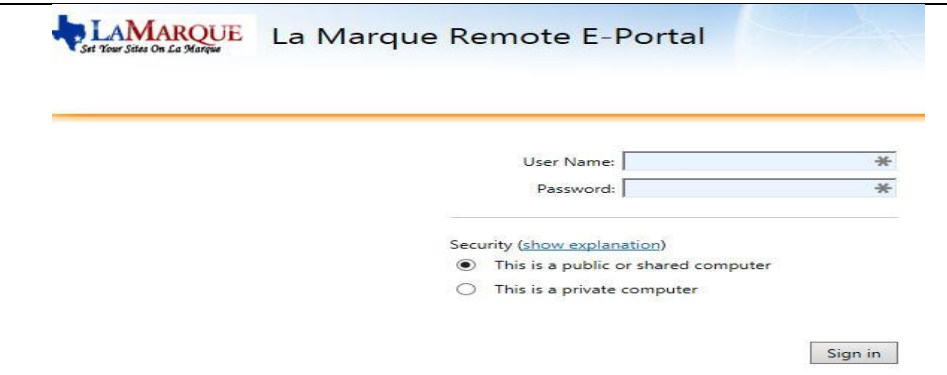 LAMARQUE
Set Your Sites On La Marque
La Marque Remote E-Portal
User Name:
Password:
Security (show explanation)
This is a public or shared computer
This is a private computer
Sign in